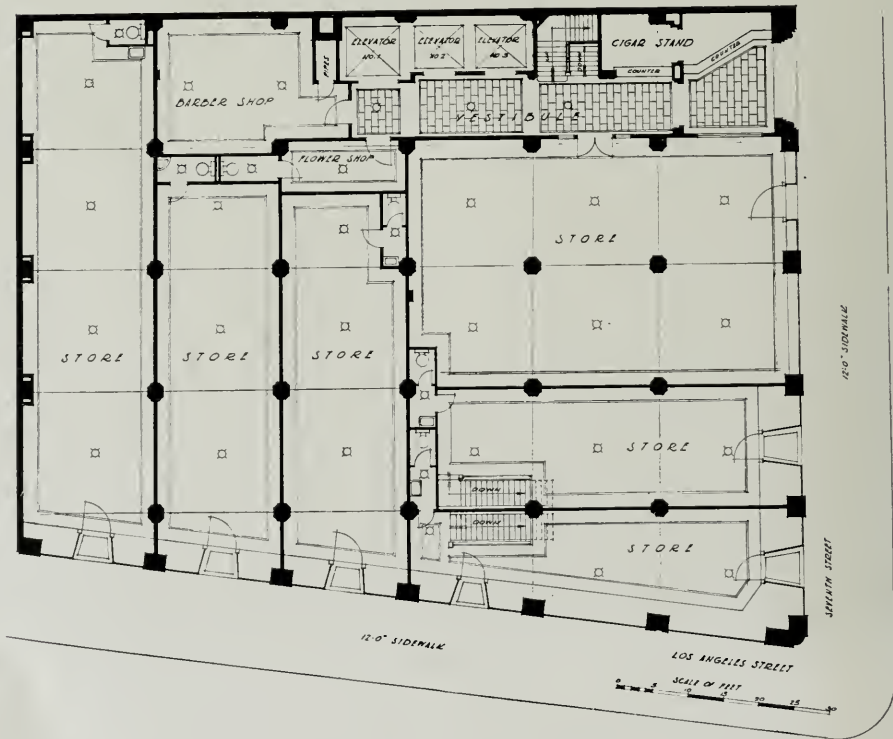 ELEVATOR
NO. 1
ELEVATOR
NO. 2
ELEVATOR
NO. 3
UP
DOWN
CIGAR STAND
COUNTER
COUNTER
PIPES
BARBER SHOP
VESTIBULE
FLOWER SHOP
STORE
STORE
STORE
STORE
STORE
DOWN
DOWN
STORE
12'-0" SIDEWALK
SEVENTH STREET
12'-0" SIDEWALK
LOS ANGELES STREET
SCALE OF FEET
0 5 10 15 20 25 30